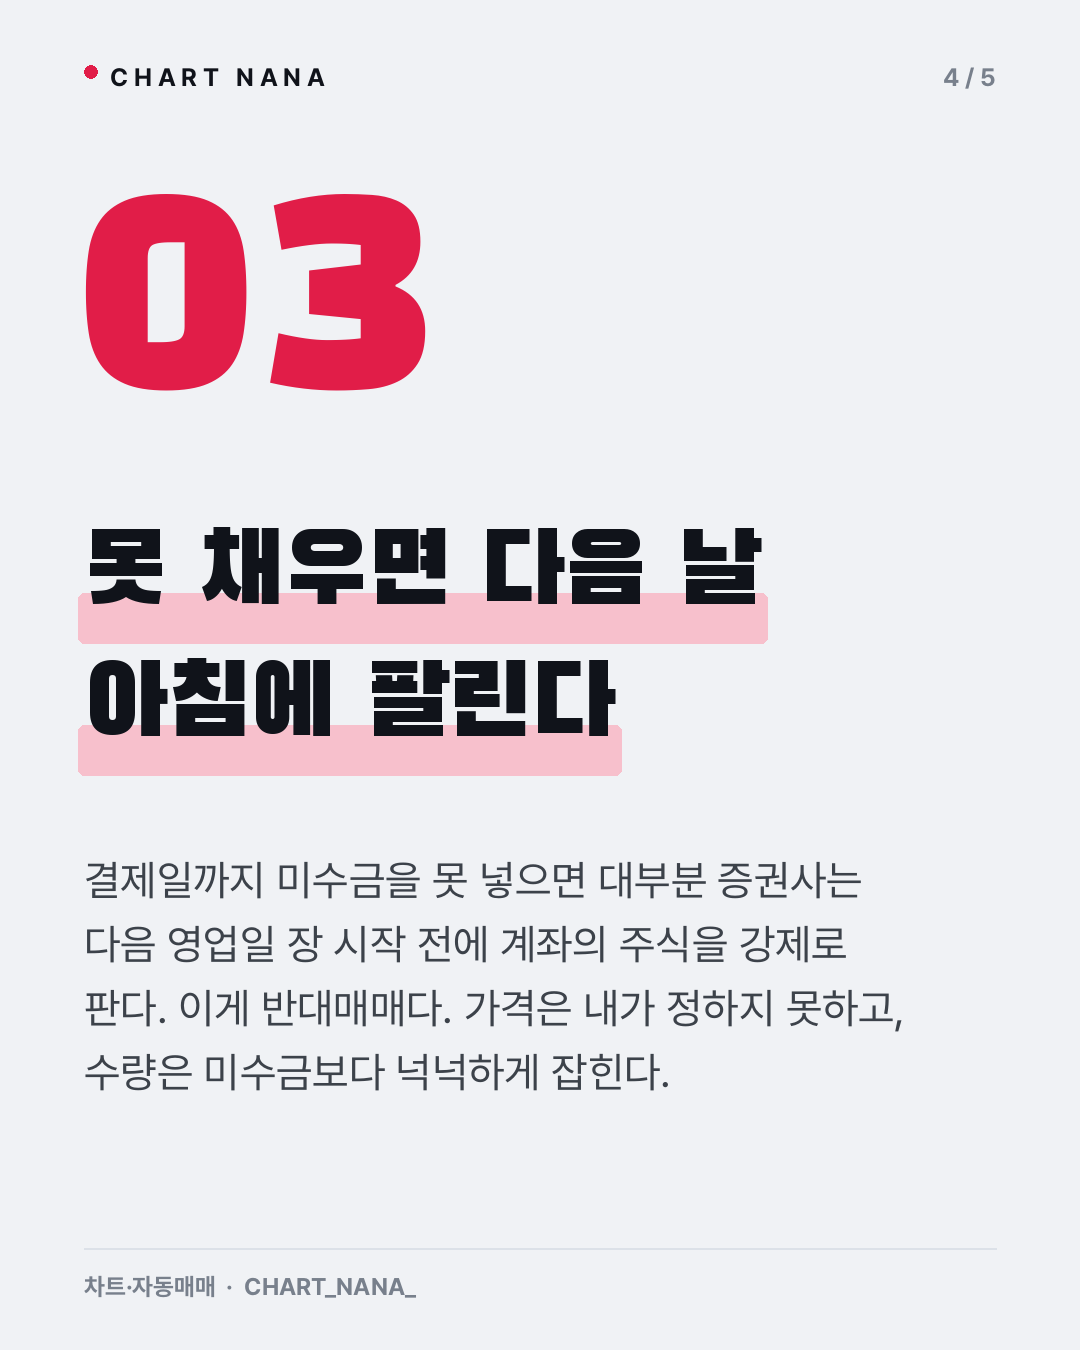 CHART NANA
4 / 5
03
못 채우면 다음 날
아침에 팔린다
결제일까지 미수금을 못 넣으면 대부분 증권사는
다음 영업일 장 시작 전에 계좌의 주식을 강제로
판다. 이게 반대매매다. 가격은 내가 정하지 못하고,
수량은 미수금보다 넉넉하게 잡힌다.
차트·자동매매 · CHART_NANA_